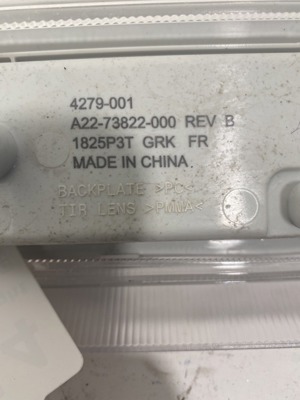 4279-001
A22-73822-000 REV B
1825P3T GRK FR
MADE IN CHINA
BACKPLATE >PC<
TIR LENS >PMMA<